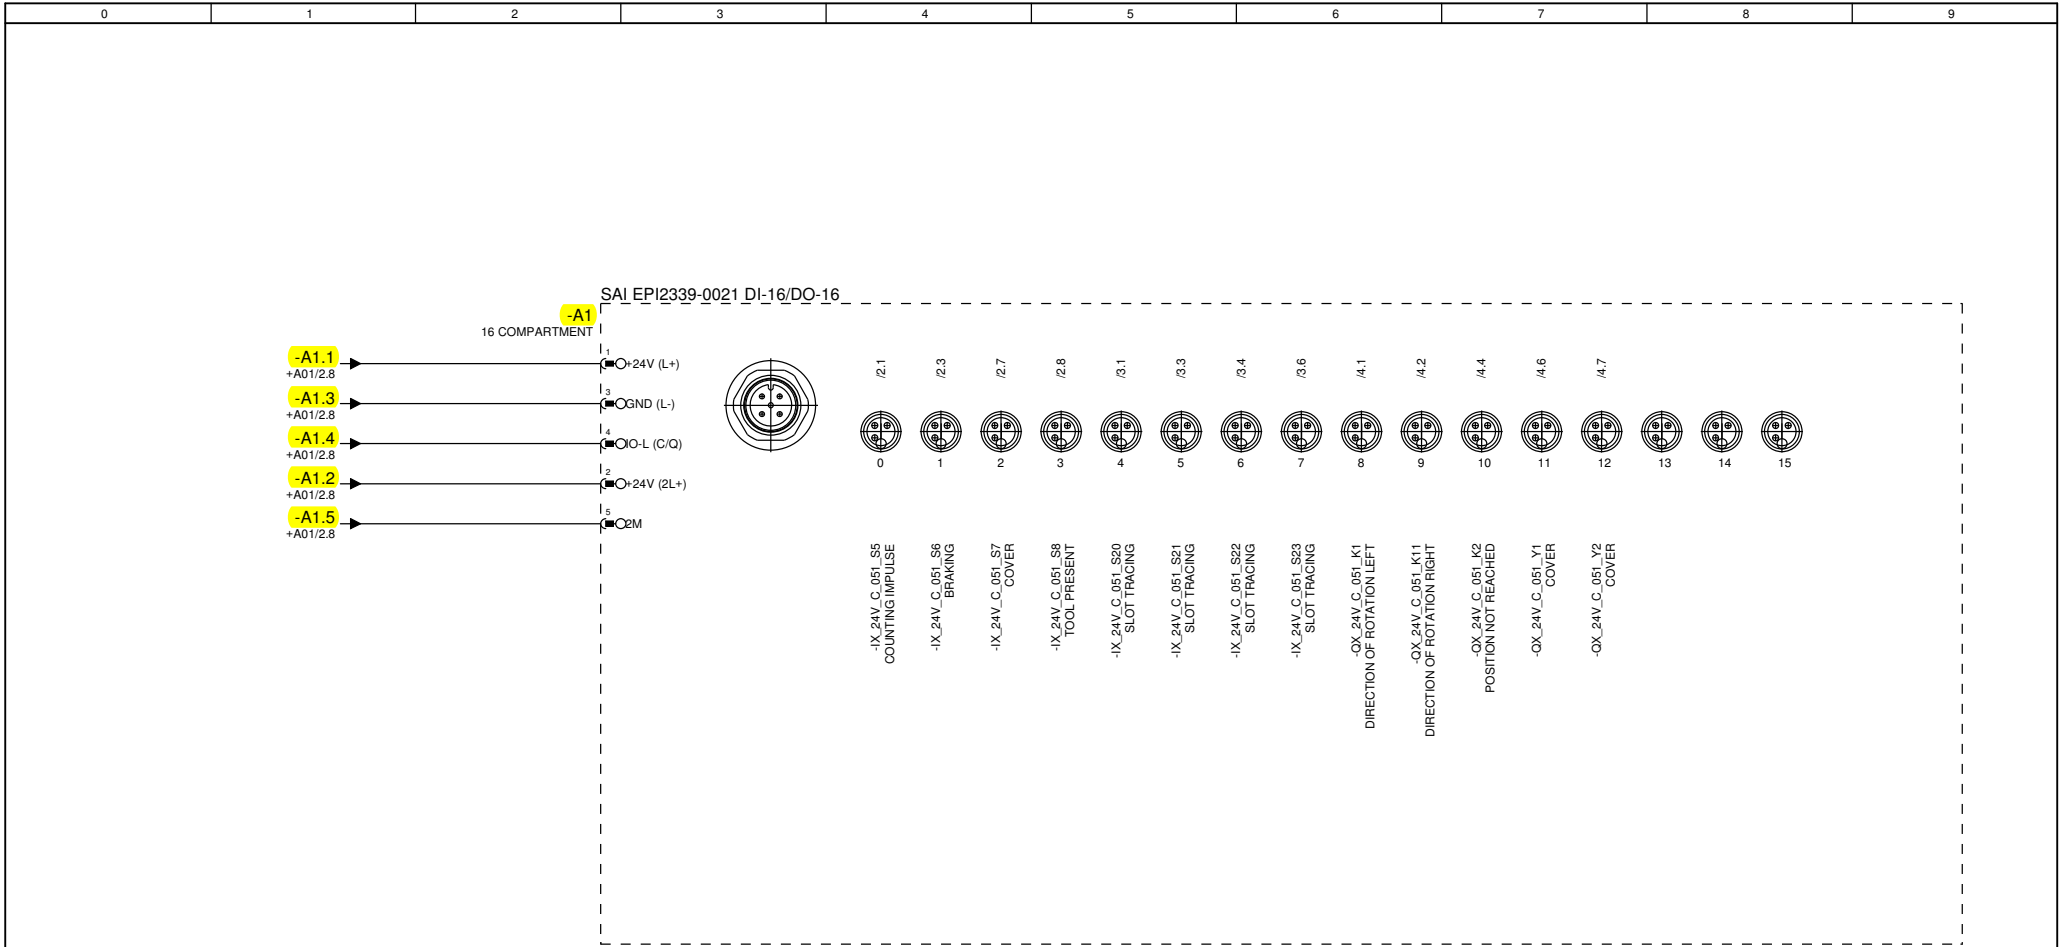 0 1 2 3 4 5 6 7 8 9
SAI EPI2339-0021 DI-16/DO-16
-A1
16 COMPARTMENT
-A1.1
+A01/2.8
1
+24V (L+)
-A1.3
+A01/2.8
3
GND (L-)
-A1.4
+A01/2.8
4
IO-L (C/Q)
-A1.2
+A01/2.8
2
+24V (2L+)
-A1.5
+A01/2.8
5
2M
/2.1
/2.3
/2.7
/2.8
/3.1
/3.3
/3.4
/3.6
/4.1
/4.2
/4.4
/4.6
/4.7
0 1 2 3 4 5 6 7 8 9 10 11 12 13 14 15
-IX_24V_C_051_S5
COUNTING IMPULSE
-IX_24V_C_051_S6
BRAKING
-IX_24V_C_051_S7
COVER
-IX_24V_C_051_S8
TOOL PRESENT
-IX_24V_C_051_S20
SLOT TRACING
-IX_24V_C_051_S21
SLOT TRACING
-IX_24V_C_051_S22
SLOT TRACING
-IX_24V_C_051_S23
SLOT TRACING
-QX_24V_C_051_K1
DIRECTION OF ROTATION LEFT
-QX_24V_C_051_K11
DIRECTION OF ROTATION RIGHT
-QX_24V_C_051_K2
POSITION NOT REACHED
-QX_24V_C_051_Y1
COVER
-QX_24V_C_051_Y2
COVER